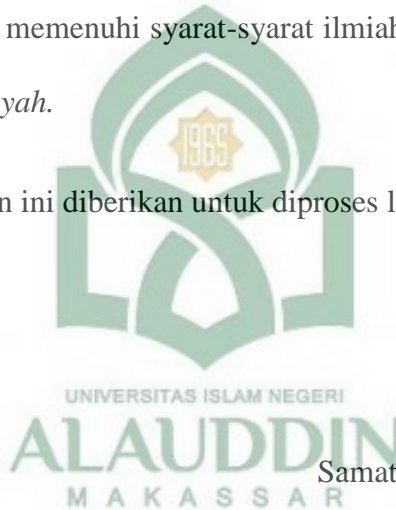 memenuhi syarat-syarat ilmiah
yah.
1965
n ini diberikan untuk diproses l
UNIVERSITAS ISLAM NEGERI
ALAUDDIN
Samat
MAKASSAR